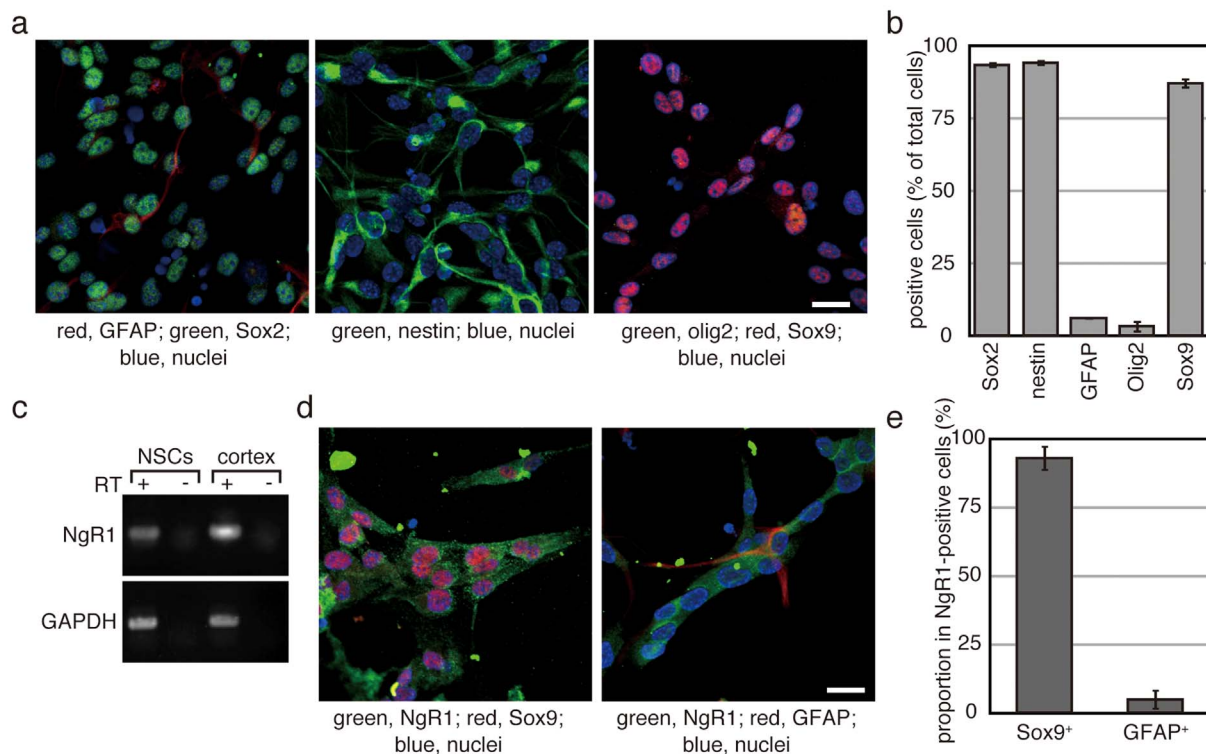 a
red, GFAP; green, Sox2;
blue, nuclei
green, nestin; blue, nuclei
green, olig2; red, Sox9;
blue, nuclei
b
positive cells (% of total cells)
100
75
50
25
0
Sox2
nestin
GFAP
Olig2
Sox9
c
NSCs cortex
RT + - + -
NgR1
GAPDH
d
green, NgR1; red, Sox9;
blue, nuclei
green, NgR1; red, GFAP;
blue, nuclei
e
proportion in NgR1-positive cells(%)
100
75
50
25
0
Sox9⁺ GFAP⁺